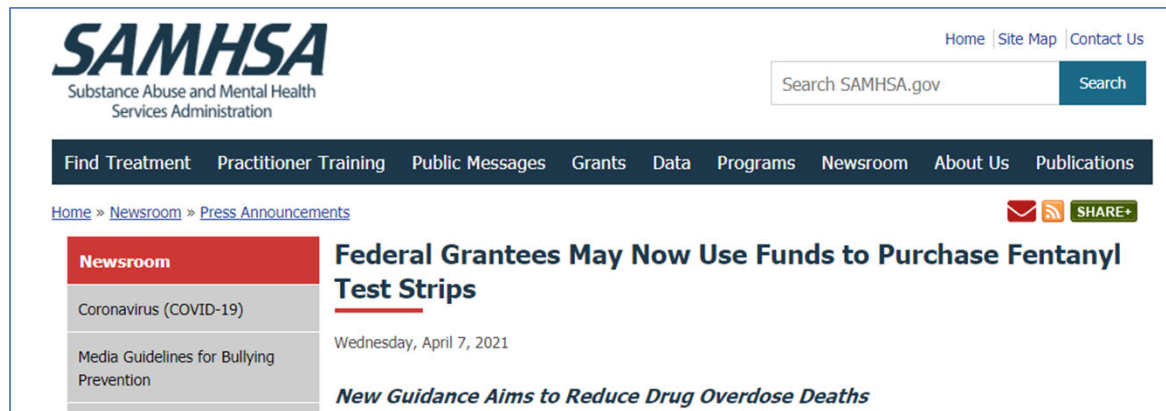 SAMHSA
Substance Abuse and Mental Health
Services Administration
Home | Site Map | Contact Us
Search SAMHSA.gov
Search
Find Treatment Practitioner Training Public Messages Grants Data Programs Newsroom About Us Publications
Home » Newsroom » Press Announcements
SHARE+
Newsroom
Coronavirus (COVID-19)
Media Guidelines for Bullying
Prevention
Federal Grantees May Now Use Funds to Purchase Fentanyl
Test Strips
Wednesday, April 7, 2021
New Guidance Aims to Reduce Drug Overdose Deaths